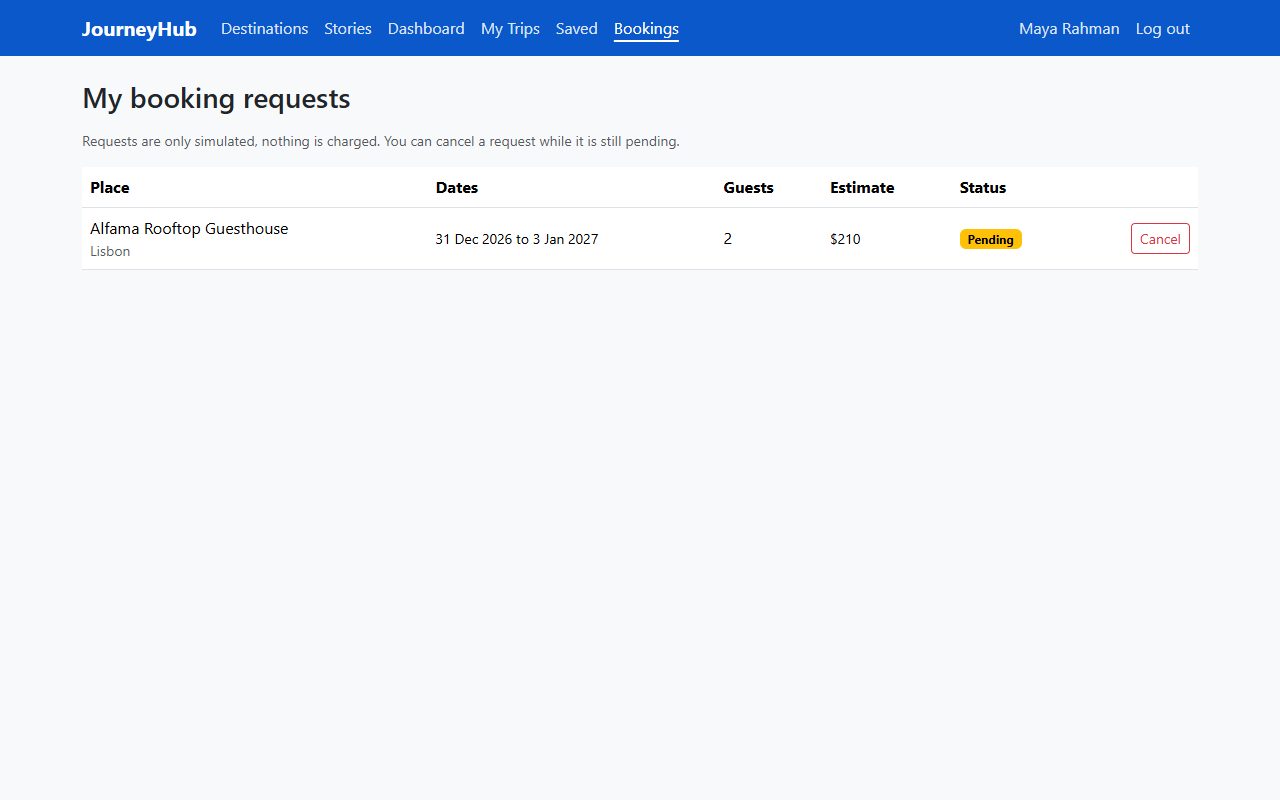 JourneyHub Destinations Stories Dashboard My Trips Saved Bookings Maya Rahman Log out
My booking requests
Requests are only simulated, nothing is charged. You can cancel a request while it is still pending.
Place Dates Guests Estimate Status
Alfama Rooftop Guesthouse
Lisbon
31 Dec 2026 to 3 Jan 2027 2 $210 Pending Cancel